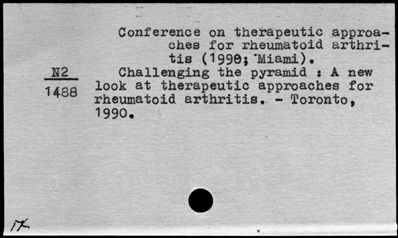 Conference on therapeutic approa-
ches for rheumatoid arthri-
tis (1990; Miami).
N2
1488
Challenging the pyramid : A new
look at therapeutic approaches for
rheumatoid arthritis. - Toronto,
1990.